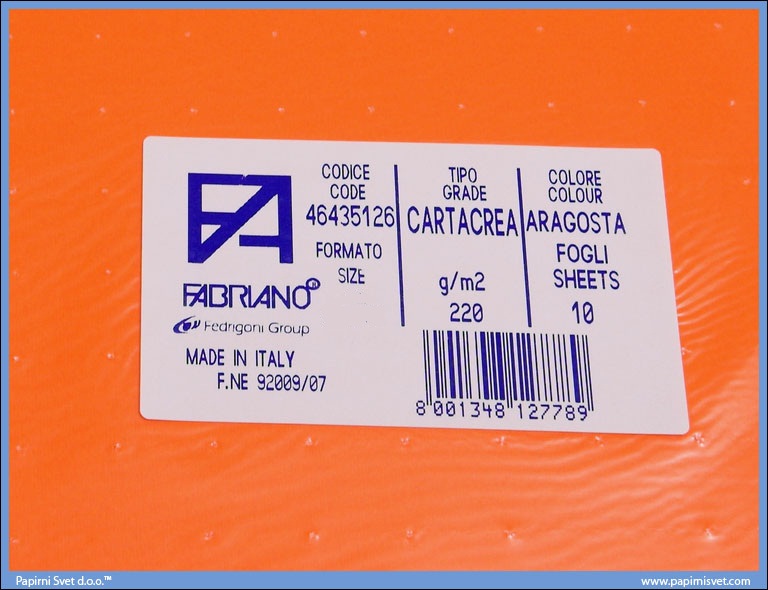 FA
FABRIANO®
Fedrigoni Group
MADE IN ITALY
F.NE 92009/07
CODICE
CODE
46435126
FORMATO
SIZE
TIPO
GRADE
CARTACREA
g/m2
220
COLORE
COLOUR
ARAGOSTA
FOGLI
SHEETS
10
8 001348 127789
Papirni Svet d.o.o.™
www.papirnisvet.com